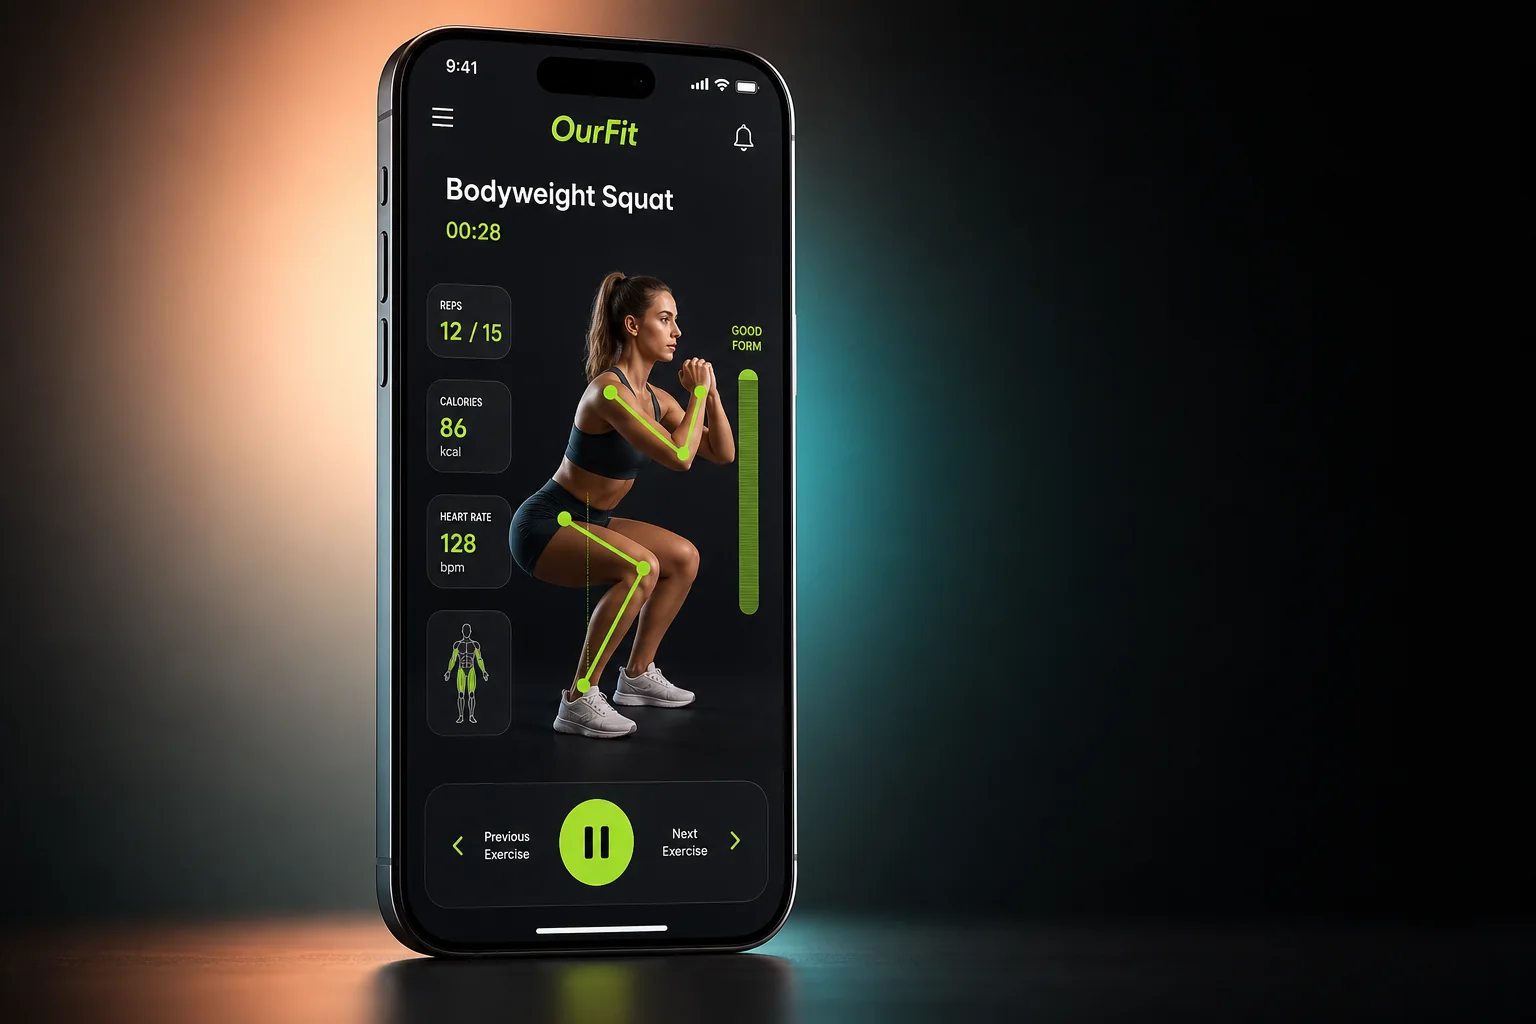 9:41
OurFit
Bodyweight Squat
00:28
REPS
12 / 15
CALORIES
86
kcal
HEART RATE
128
bpm
GOOD
FORM
Previous
Exercise
Next
Exercise